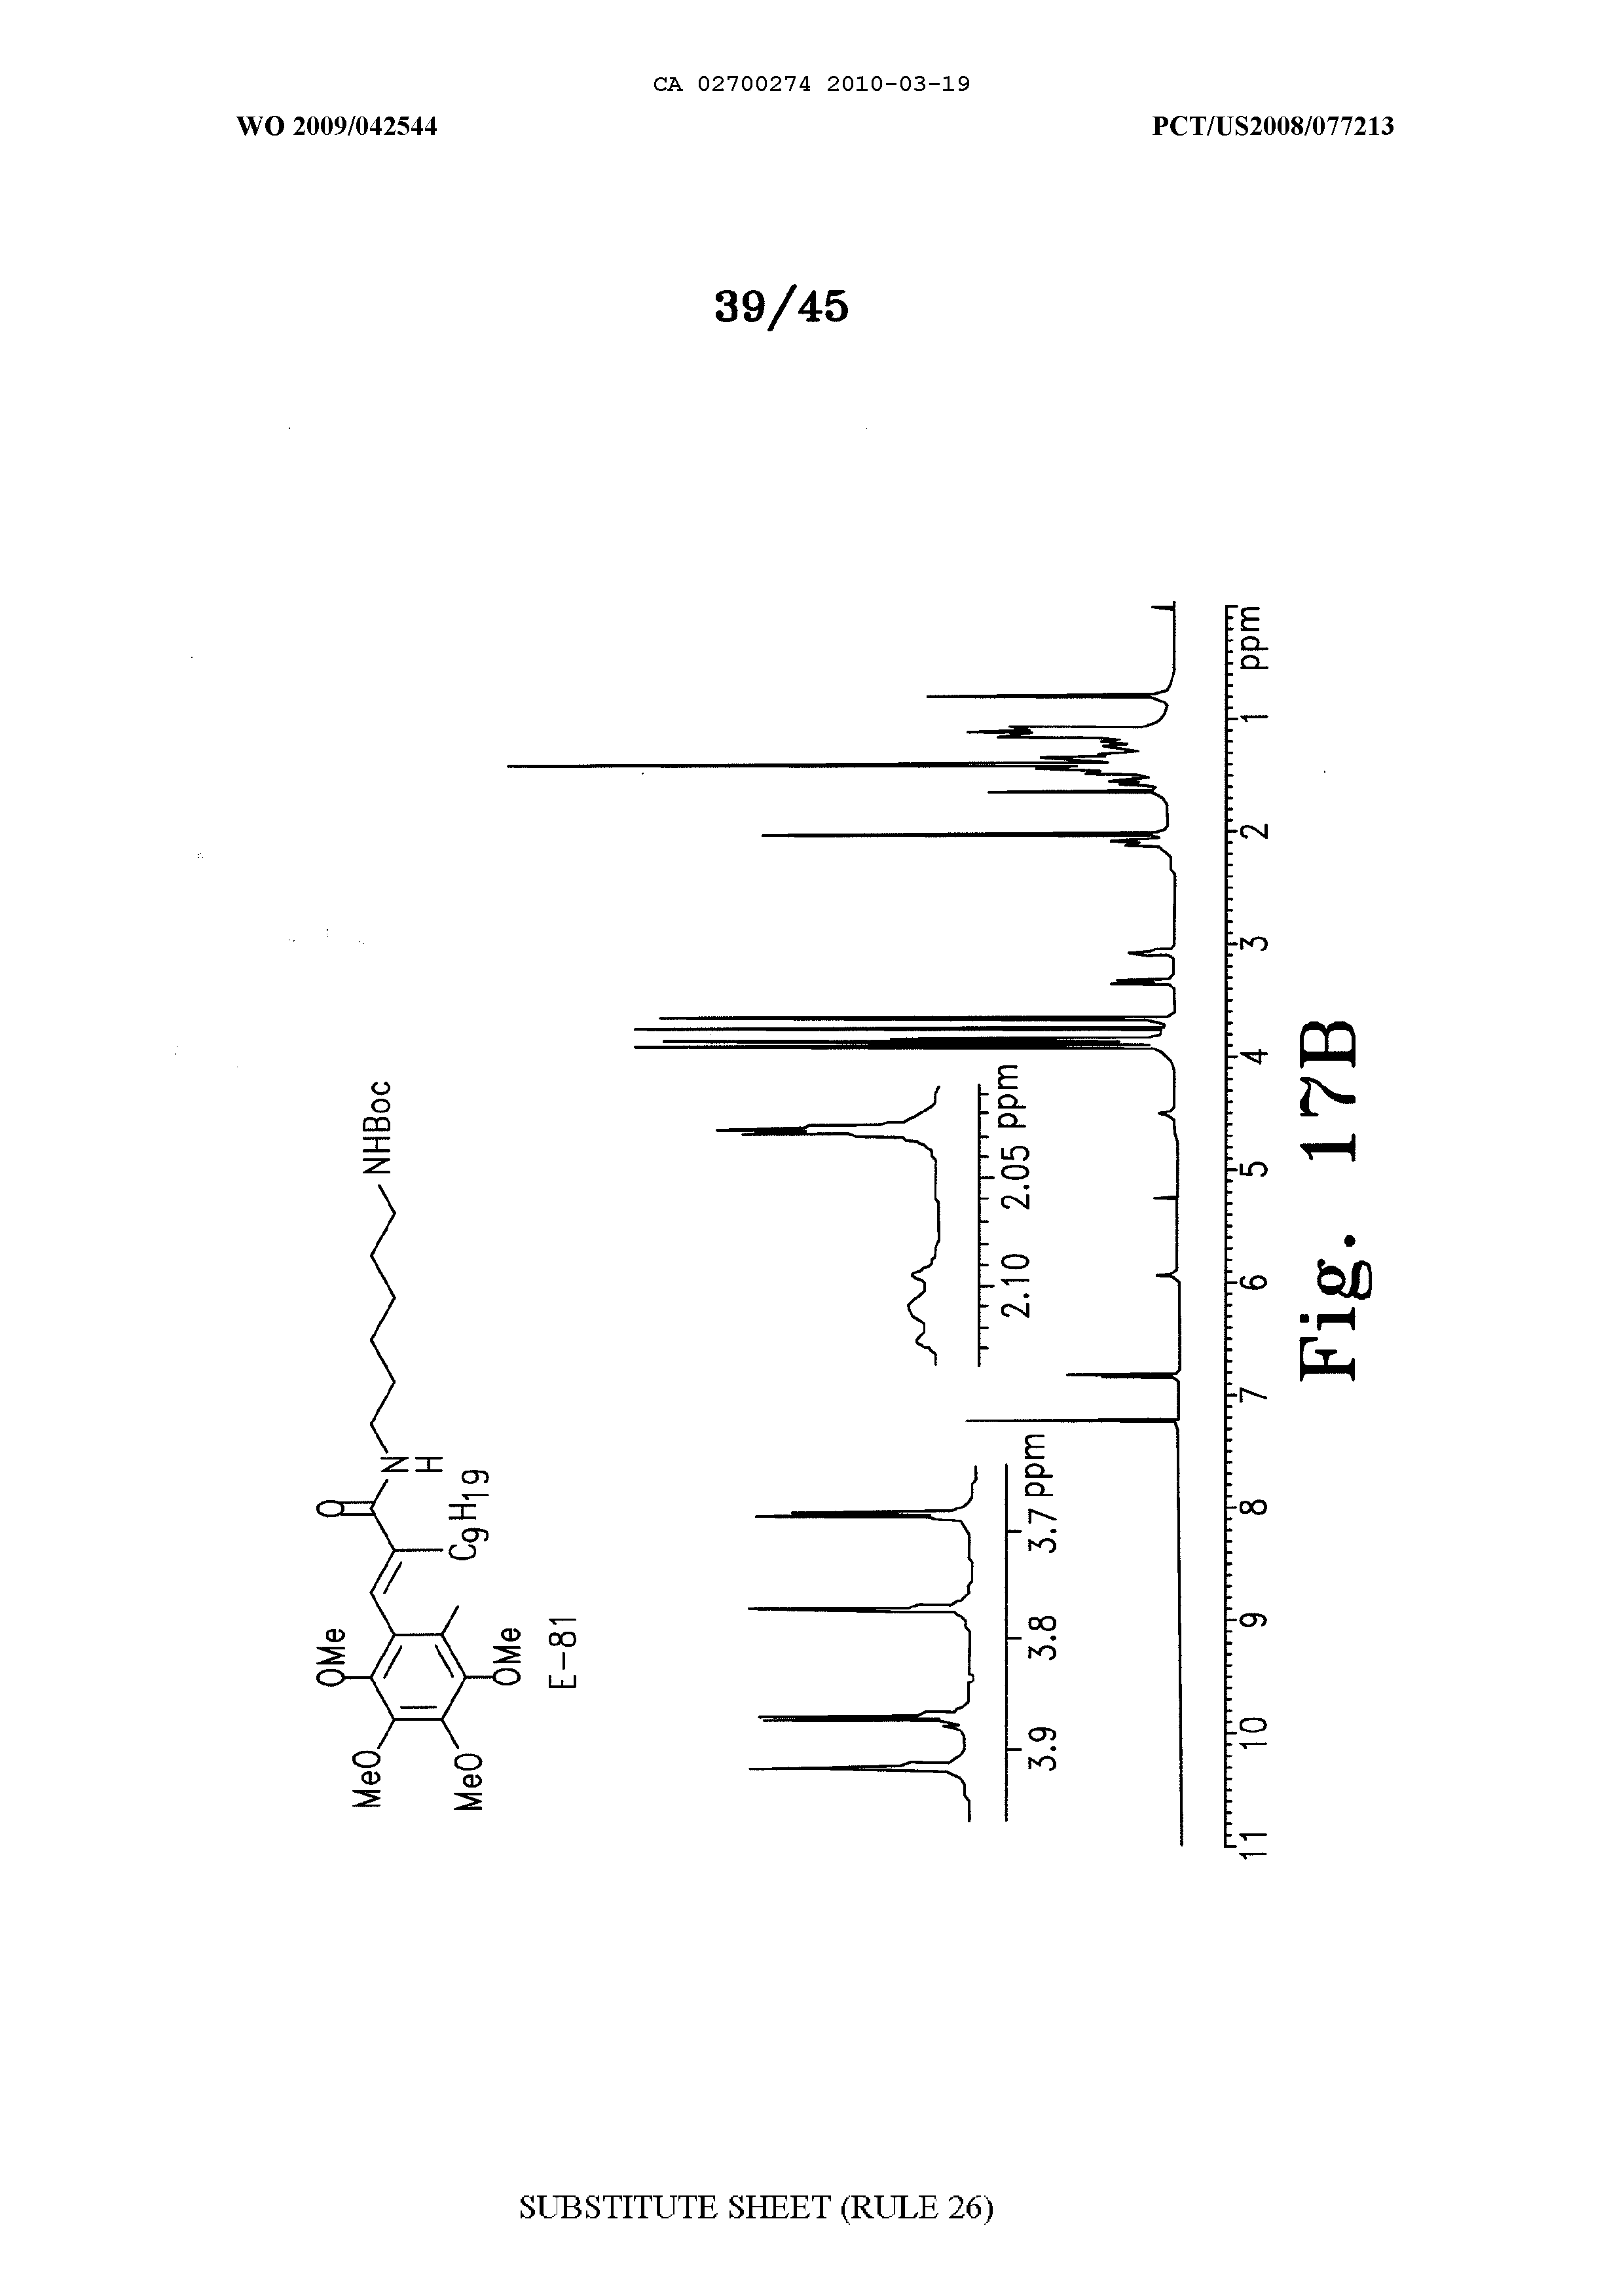 CA 02700274 2010-03-19
WO 2009/042544 PCT/US2008/077213
39/45
OMe
MeO
MeO
OMe
O
N
H
C9H19
NHBoc
E-81
3.9 3.8 3.7 ppm
2.10 2.05 ppm
11 10 9 8 7 6 5 4 3 2 1 ppm
Fig. 17B
SUBSTITUTE SHEET (RULE 26)